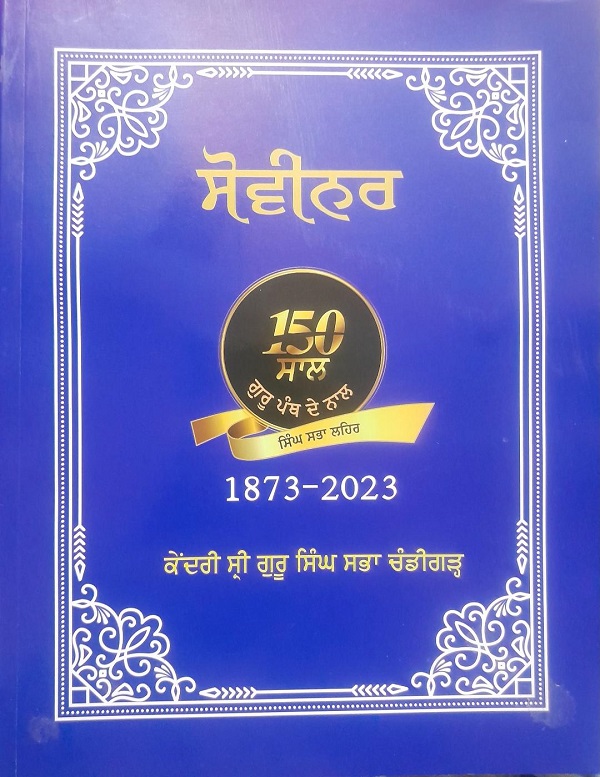 ਸੋਵੀਨਰ
150
ਸਾਲ
ਗੁਰੂ ਪੰਥ ਦੇ ਨਾਲ
ਸਿੰਘ ਸਭਾ ਲਹਿਰ
1873-2023
ਕੇਂਦਰੀ ਸ੍ਰੀ ਗੁਰੂ ਸਿੰਘ ਸਭਾ ਚੰਡੀਗੜ੍ਹ